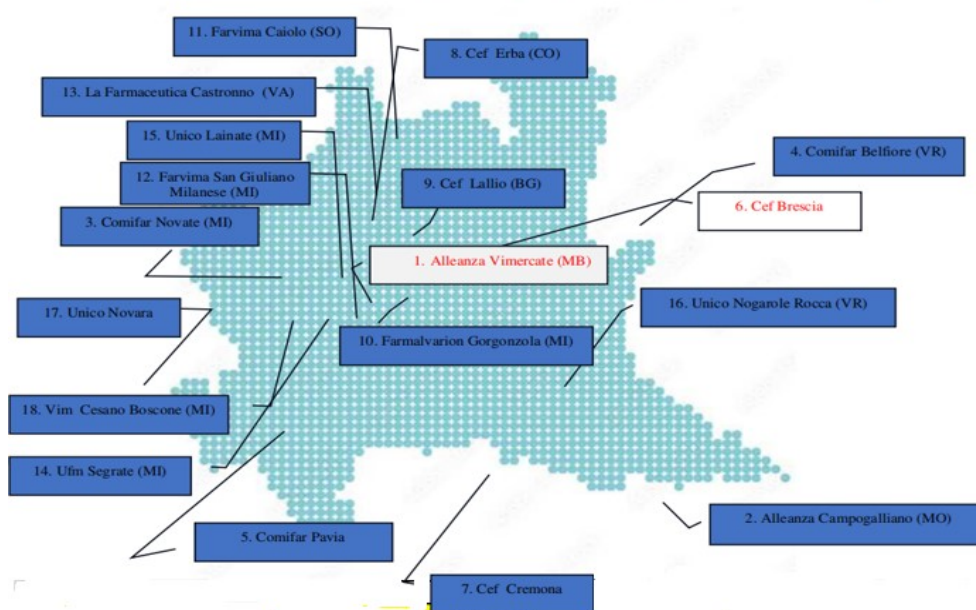 11. Farvima Caiolo (SO)
8. Cef Erba (CO)
13. La Farmaceutica Castronno (VA)
15. Unico Lainate (MI)
4. Comifar Belfiore (VR)
12. Farvima San Giuliano
Milanese (MI)
9. Cef Lallio (BG)
6. Cef Brescia
3. Comifar Novate (MI)
1. Alleanza Vimercate (MB)
17. Unico Novara
16. Unico Nogarole Rocca (VR)
10. Farmalvarion Gorgonzola (MI)
18. Vim Cesano Boscone (MI)
14. Ufm Segrate (MI)
2. Alleanza Campogalliano (MO)
5. Comifar Pavia
7. Cef Cremona